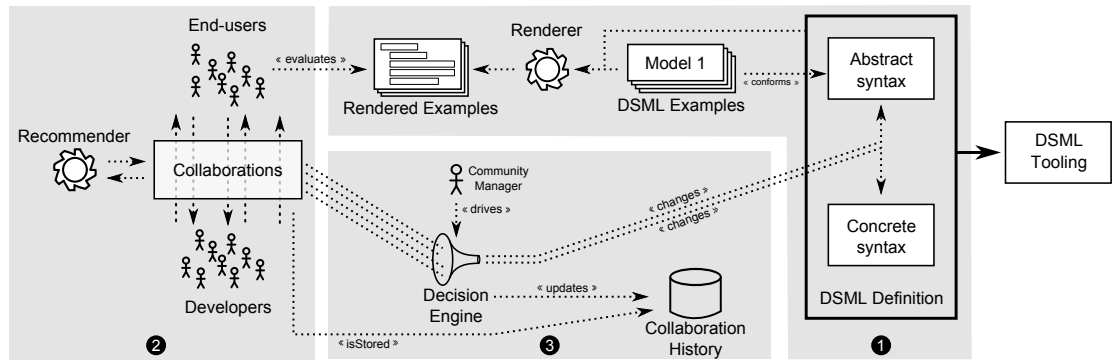 End-users
« evaluates »
Rendered Examples
Renderer
Model 1
DSML Examples
« conforms »
Abstract
syntax
Recommender
Collaborations
Community
Manager
« drives »
« changes »
« changes »
DSML
Tooling
Concrete
syntax
DSML Definition
Developers
Decision
Engine
« updates »
« isStored »
Collaboration
History
2
3
1